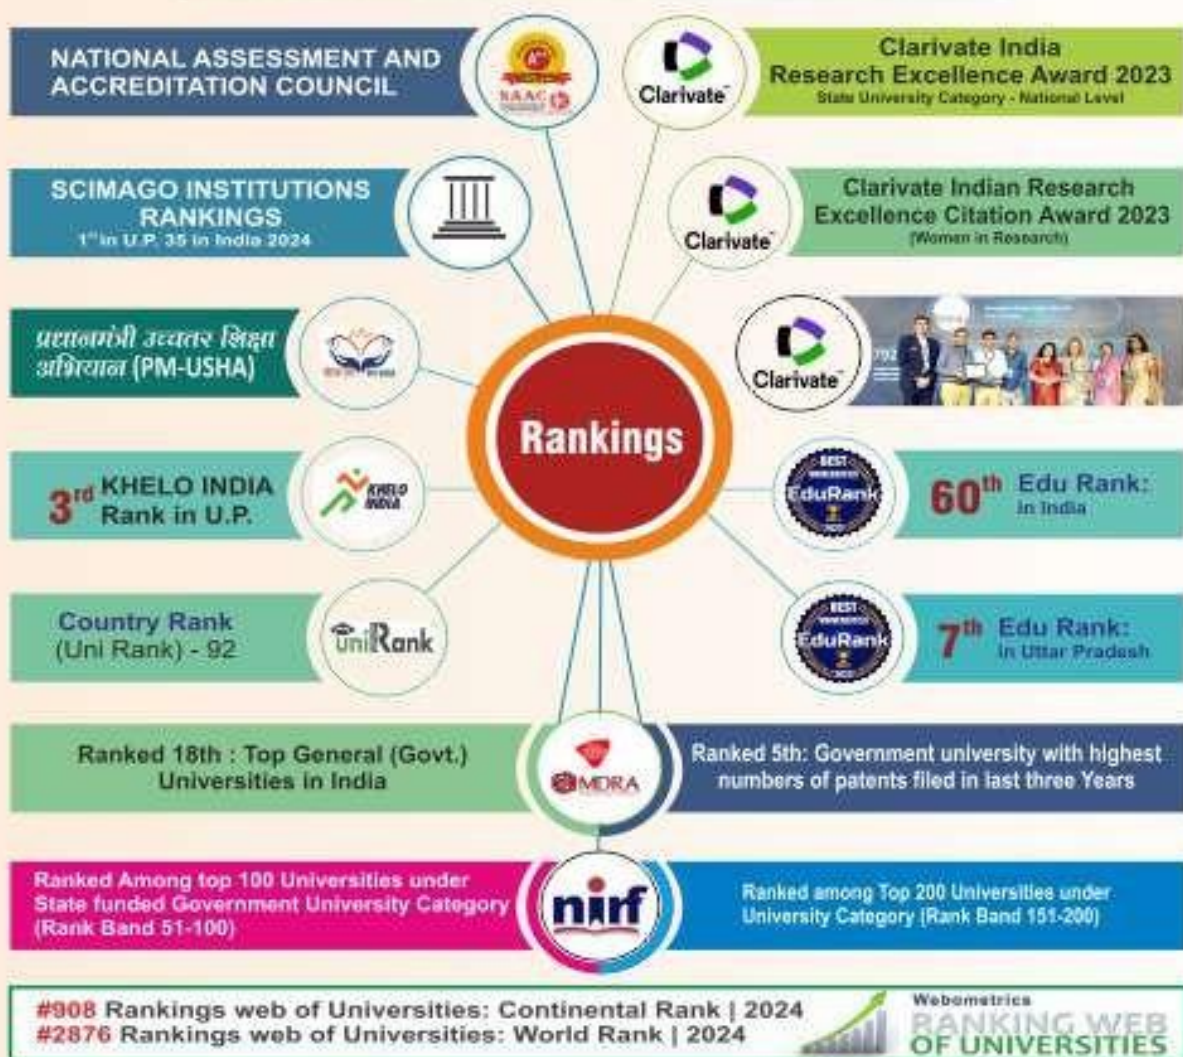 NATIONAL ASSESSMENT AND
ACCREDITATION COUNCIL
NAAC
Clarivate™
Clarivate India
Research Excellence Award 2023
State University Category - National Level
SCIMAGO INSTITUTIONS
RANKINGS
1st in U.P. 35 in India 2024
Clarivate™
Clarivate Indian Research
Excellence Citation Award 2023
(Women in Research)
प्रधानमंत्री उच्चतर शिक्षा
अभियान (PM-USHA)
Clarivate™
Rankings
3rd KHELO INDIA
Rank in U.P.
KHELO
INDIA
BEST
EduRank
60th Edu Rank:
in India
Country Rank
(Uni Rank) - 92
uniRank
BEST
EduRank
7th Edu Rank:
in Uttar Pradesh
Ranked 18th : Top General (Govt.)
Universities in India
MDRA
Ranked 5th: Government university with highest
numbers of patents filed in last three Years
Ranked Among top 100 Universities under
State funded Government University Category
(Rank Band 51-100)
nirf
Ranked among Top 200 Universities under
University Category (Rank Band 151-200)
#908 Rankings web of Universities: Continental Rank | 2024
#2876 Rankings web of Universities: World Rank | 2024
Webometrics
RANKING WEB
OF UNIVERSITIES